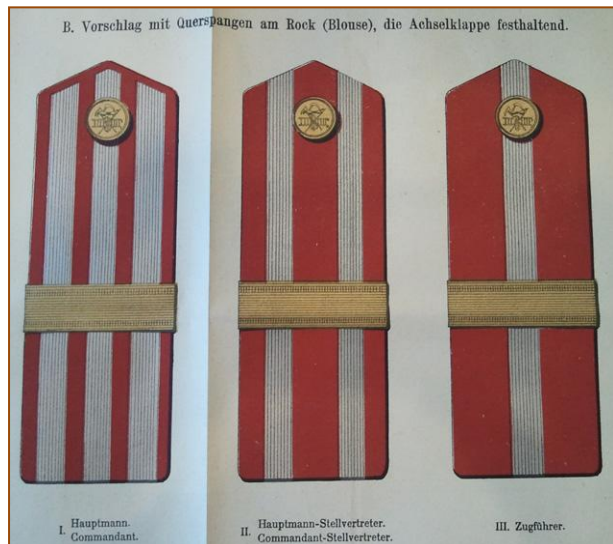 B. Vorschlag mit Querspangen am Rock (Blouse), die Achselklappe festhaltend.
I. Hauptmann.
Commandant.
II. Hauptmann-Stellvertreter.
Commandant-Stellvertreter.
III. Zugführer.